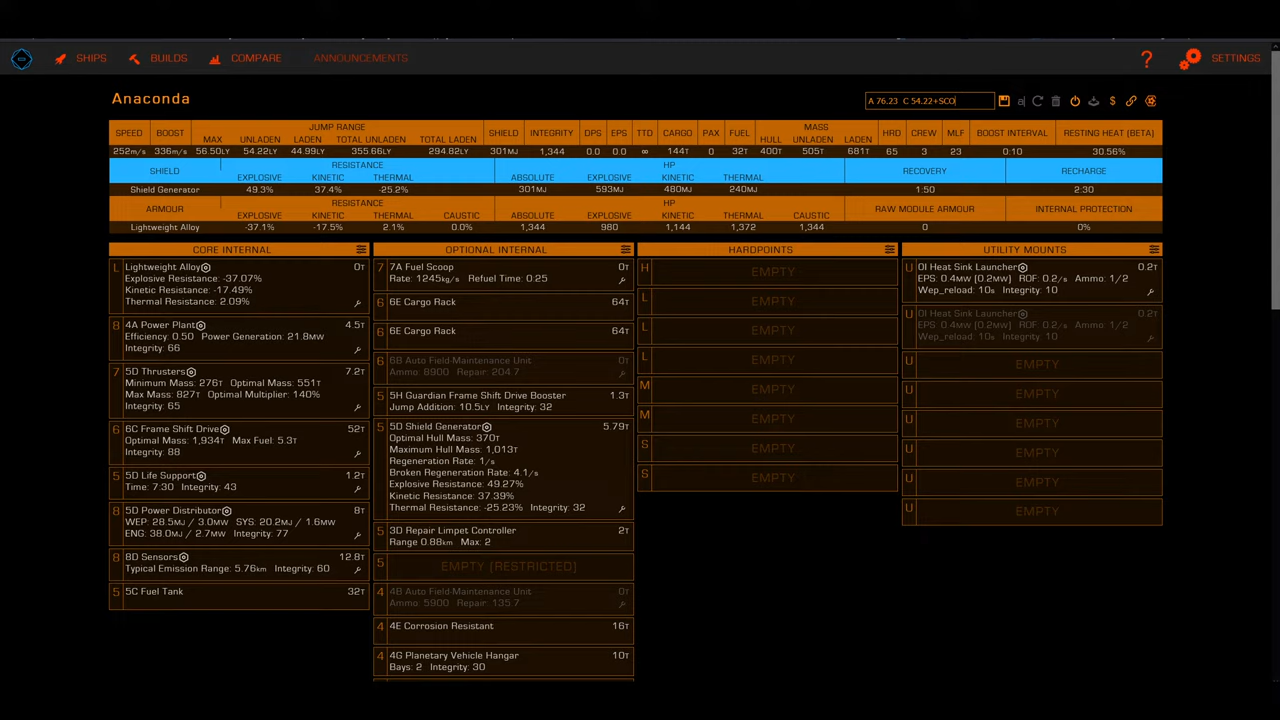 SHIPS BUILDS COMPARE ANNOUNCEMENTS ? SETTINGS
Anaconda
A 76.23 C 54.22+SCO
SPEED BOOST JUMP RANGE SHIELD INTEGRITY DPS EPS TTD CARGO PAX FUEL MASS HRD CREW MLF BOOST INTERVAL RESTING HEAT (BETA)
MAX UNLADEN LADEN TOTAL UNLADEN TOTAL LADEN HULL UNLADEN LADEN
252m/s 336m/s 56.50LY 54.22LY 44.99LY 355.66LY 294.82LY 301MJ 1,344 0.0 0.0 ∞ 144T 0 32T 400T 505T 681T 65 3 23 0:10 30.56%
SHIELD RESISTANCE HP RECOVERY RECHARGE
EXPLOSIVE KINETIC THERMAL ABSOLUTE EXPLOSIVE KINETIC THERMAL
Shield Generator 49.3% 37.4% -25.2% 301MJ 593MJ 480MJ 240MJ 1:50 2:30
ARMOUR RESISTANCE HP RAW MODULE ARMOUR INTERNAL PROTECTION
EXPLOSIVE KINETIC THERMAL CAUSTIC ABSOLUTE EXPLOSIVE KINETIC THERMAL CAUSTIC
Lightweight Alloy -37.1% -17.5% 2.1% 0.0% 1,344 980 1,144 1,372 1,344 0 0%
CORE INTERNAL
L Lightweight Alloy 0T
Explosive Resistance: -37.07%
Kinetic Resistance: -17.49%
Thermal Resistance: 2.09%
8 4A Power Plant 4.5T
Efficiency: 0.50 Power Generation: 21.8MW
Integrity: 66
7 5D Thrusters 7.2T
Minimum Mass: 276T Optimal Mass: 551T
Max Mass: 827T Optimal Multiplier: 140%
Integrity: 65
6 6C Frame Shift Drive 52T
Optimal Mass: 1,934T Max Fuel: 5.3T
Integrity: 88
5 5D Life Support 1.2T
Time: 7:30 Integrity: 43
8 5D Power Distributor 8T
WEP: 28.5MJ / 3.0MW SYS: 20.2MJ / 1.6MW
ENG: 38.0MJ / 2.7MW Integrity: 77
8 8D Sensors 12.8T
Typical Emission Range: 5.76km Integrity: 60
5 5C Fuel Tank 32T
OPTIONAL INTERNAL
7 7A Fuel Scoop 0T
Rate: 1245kg/s Refuel Time: 0:25
6 6E Cargo Rack 64T
6 6E Cargo Rack 64T
6 6B Auto Field-Maintenance Unit 0T
Ammo: 8900 Repair: 204.7
5 5H Guardian Frame Shift Drive Booster 1.3T
Jump Addition: 10.5LY Integrity: 32
5 5D Shield Generator 5.79T
Optimal Hull Mass: 370T
Maximum Hull Mass: 1,013T
Regeneration Rate: 1/s
Broken Regeneration Rate: 4.1/s
Explosive Resistance: 49.27%
Kinetic Resistance: 37.39%
Thermal Resistance: -25.23% Integrity: 32
5 3D Repair Limpet Controller 2T
Range 0.88km Max: 2
5 EMPTY (RESTRICTED)
4 4B Auto Field-Maintenance Unit 0T
Ammo: 5900 Repair: 135.7
4 4E Corrosion Resistant 16T
4 4G Planetary Vehicle Hangar 10T
Bays: 2 Integrity: 30
HARDPOINTS
H EMPTY
L EMPTY
L EMPTY
L EMPTY
M EMPTY
M EMPTY
S EMPTY
S EMPTY
UTILITY MOUNTS
U 0I Heat Sink Launcher 0.2T
EPS: 0.4MW [0.2MW] ROF: 0.2/s Ammo: 1/2
Wep_reload: 10s Integrity: 10
U 0I Heat Sink Launcher 0.2T
EPS: 0.4MW [0.2MW] ROF: 0.2/s Ammo: 1/2
Wep_reload: 10s Integrity: 10
U EMPTY
U EMPTY
U EMPTY
U EMPTY
U EMPTY
U EMPTY